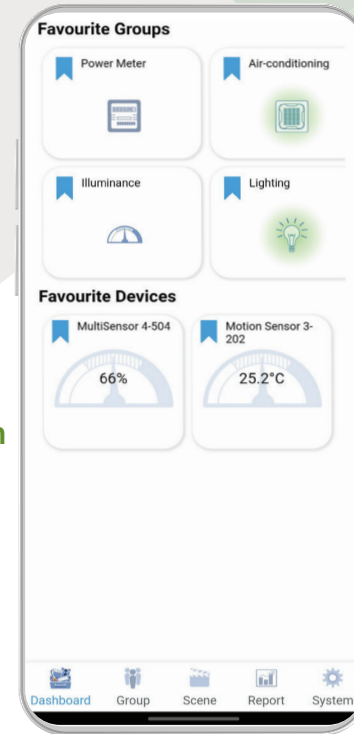 Favourite Groups
Power Meter
Air-conditioning
Illuminance
Lighting
Favourite Devices
MultiSensor 4-504
Motion Sensor 3-
202
66%
25.2°C
Dashboard
Group
Scene
Report
System